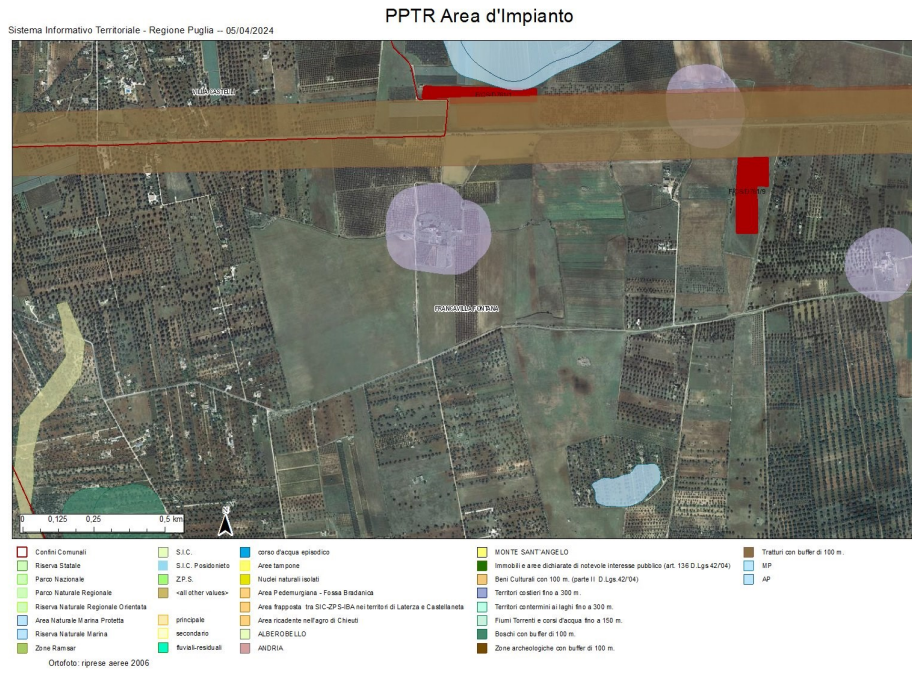 PPTR Area d'Impianto
Sistema Informativo Territoriale - Regione Puglia -- 05/04/2024
VILLA CASTELLI
FRANCAVILLA FONTANA
0 0,125 0,25 0,5 km
Confini Comunali
Riserva Statale
Parco Nazionale
Parco Naturale Regionale
Riserva Naturale Regionale Orientata
Area Naturale Marina Protetta
Riserva Naturale Marina
Zone Ramsar
S.I.C.
S.I.C. Posidonieto
Z.P.S.
<all other values>
principale
secondario
fluviali-residuali
corso d'acqua episodico
Aree tampone
Nuclei naturali isolati
Area Pedemurgiana - Fossa Bradanica
Area frapposta tra SIC-ZPS-IBA nei territori di Laterza e Castellaneta
Area ricadente nell'agro di Chieuti
ALBEROBELLO
ANDRIA
MONTE SANT'ANGELO
Immobili e aree dichiarate di notevole interesse pubblico (art. 136 D.Lgs 42/'04)
Beni Culturali con 100 m. (parte II D.Lgs.42/'04)
Territori costieri fino a 300 m.
Territori contermini ai laghi fino a 300 m.
Fiumi Torrenti e corsi d'acqua fino a 150 m.
Boschi con buffer di 100 m.
Zone archeologiche con buffer di 100 m.
Tratturi con buffer di 100 m.
MP
AP
Ortofoto: riprese aeree 2006